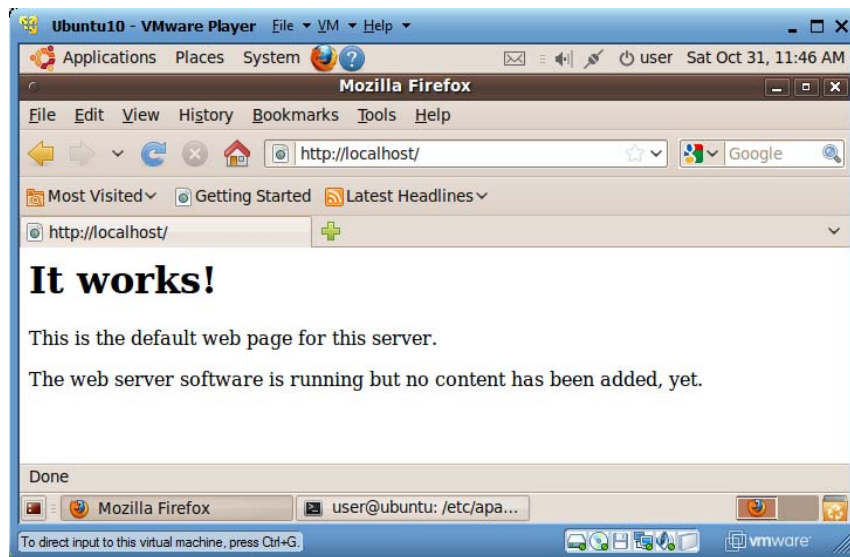 Ubuntu10 - VMware Player File VM Help
Applications Places System ? user Sat Oct 31, 11:46 AM
Mozilla Firefox
File Edit View History Bookmarks Tools Help
http://localhost/ Google
Most Visited Getting Started Latest Headlines
http://localhost/
It works!
This is the default web page for this server.
The web server software is running but no content has been added, yet.
Done
Mozilla Firefox user@ubuntu: /etc/apa...
To direct input to this virtual machine, press Ctrl+G. vmware